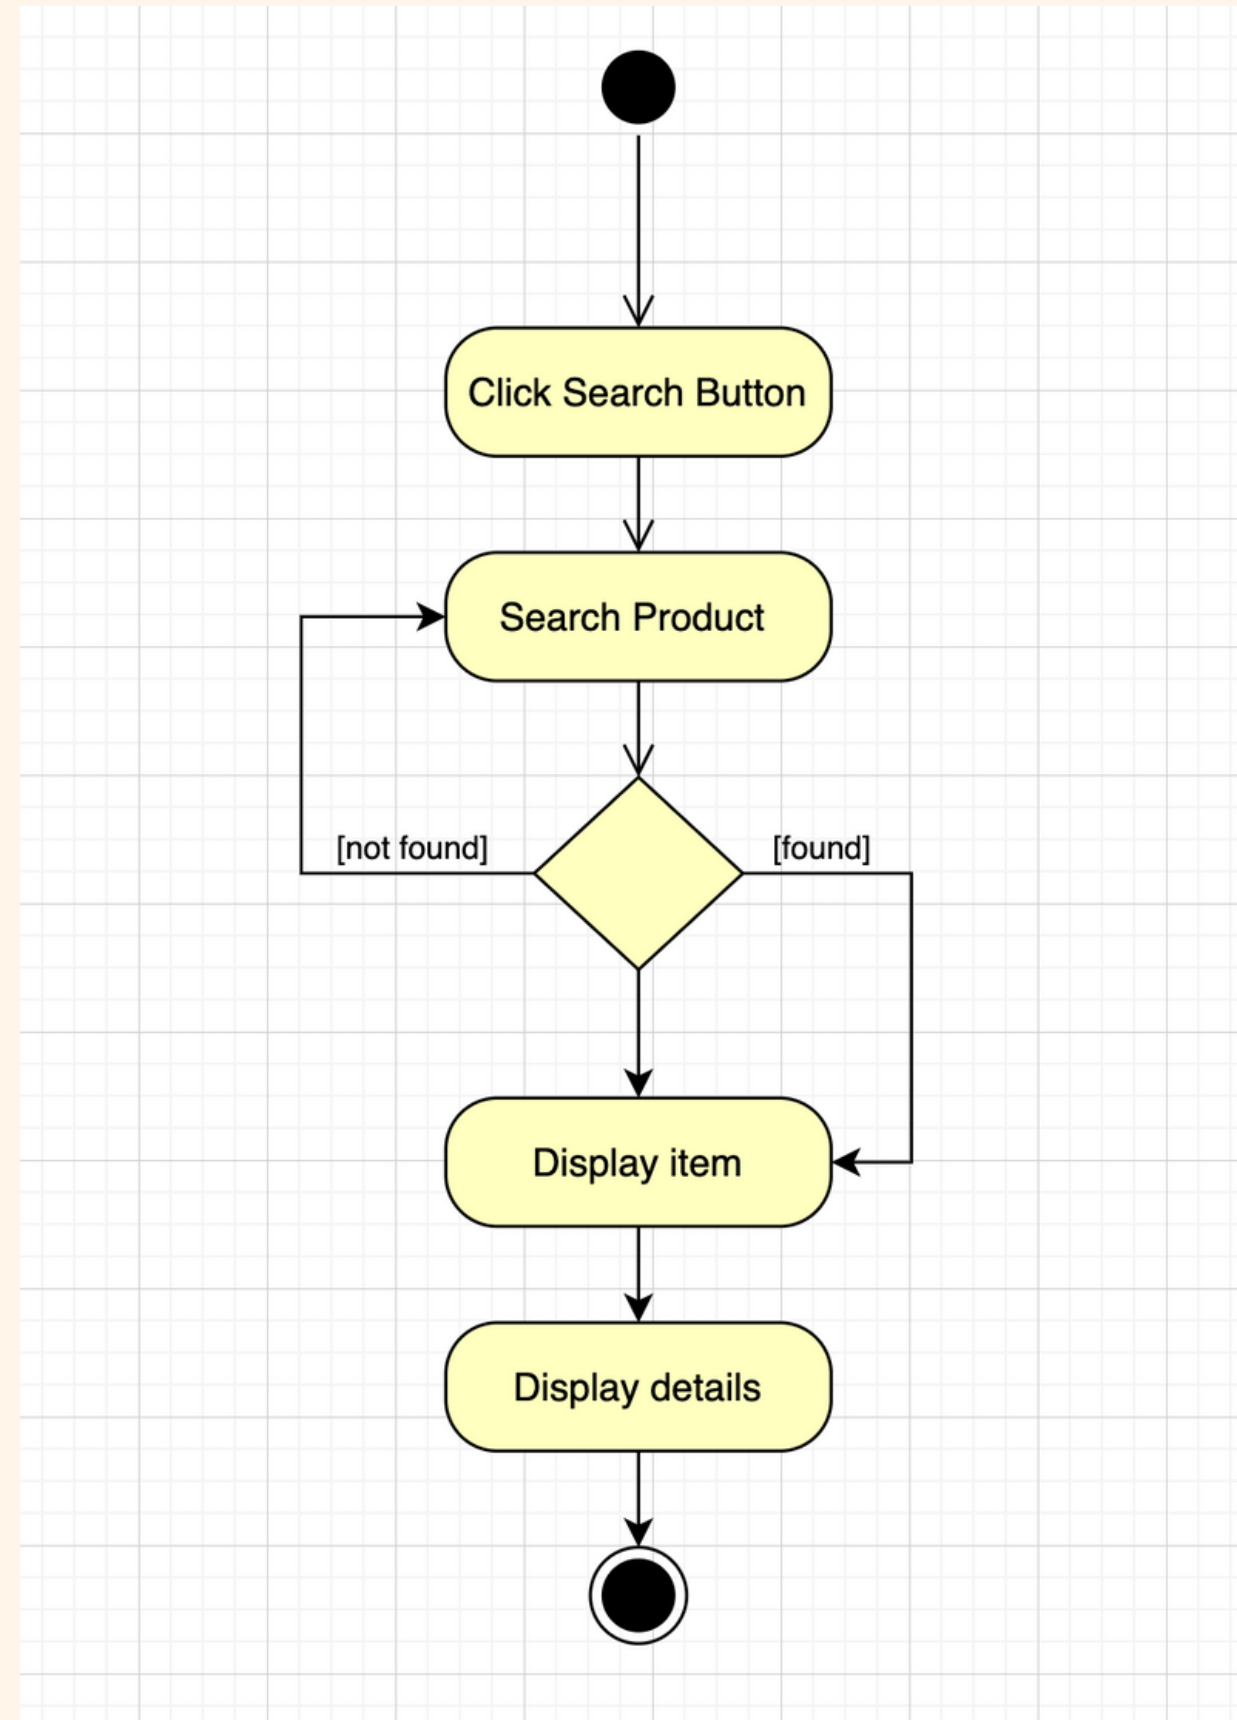 Click Search Button
Search Product
[not found]
[found]
Display item
Display details